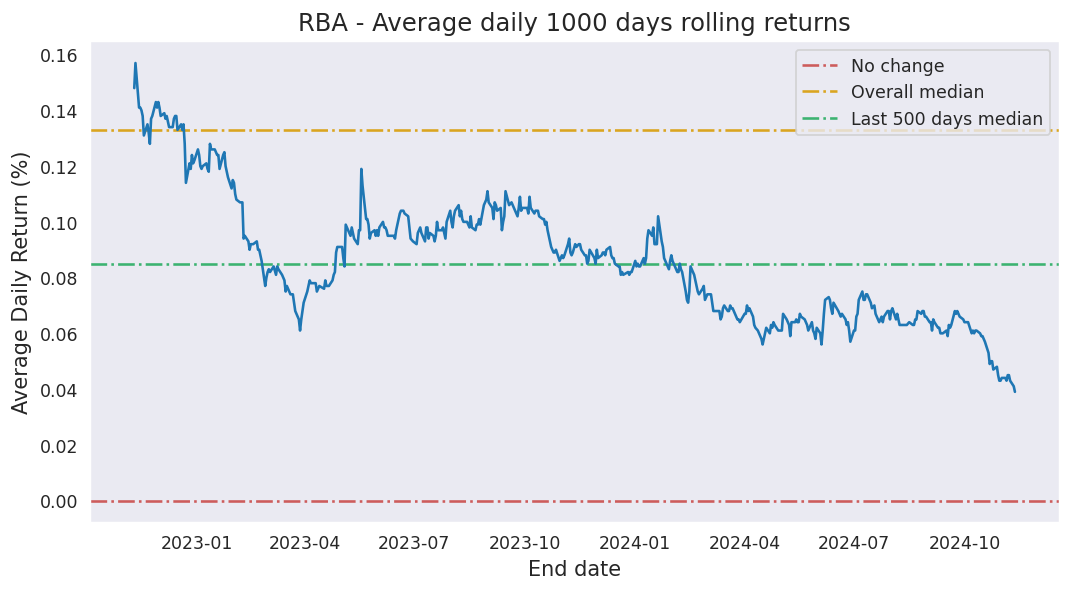 RBA - Average daily 1000 days rolling returns
No change
Overall median
Last 500 days median
Average Daily Return (%)
0.16
0.14
0.12
0.10
0.08
0.06
0.04
0.02
0.00
2023-01 2023-04 2023-07 2023-10 2024-01 2024-04 2024-07 2024-10
End date